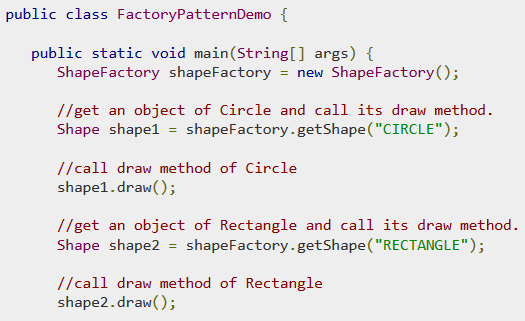 public class FactoryPatternDemo {
public static void main(String[] args) {
ShapeFactory shapeFactory = new ShapeFactory();
//get an object of Circle and call its draw method.
Shape shape1 = shapeFactory.getShape("CIRCLE");
//call draw method of Circle
shape1.draw();
//get an object of Rectangle and call its draw method.
Shape shape2 = shapeFactory.getShape("RECTANGLE");
//call draw method of Rectangle
shape2.draw();